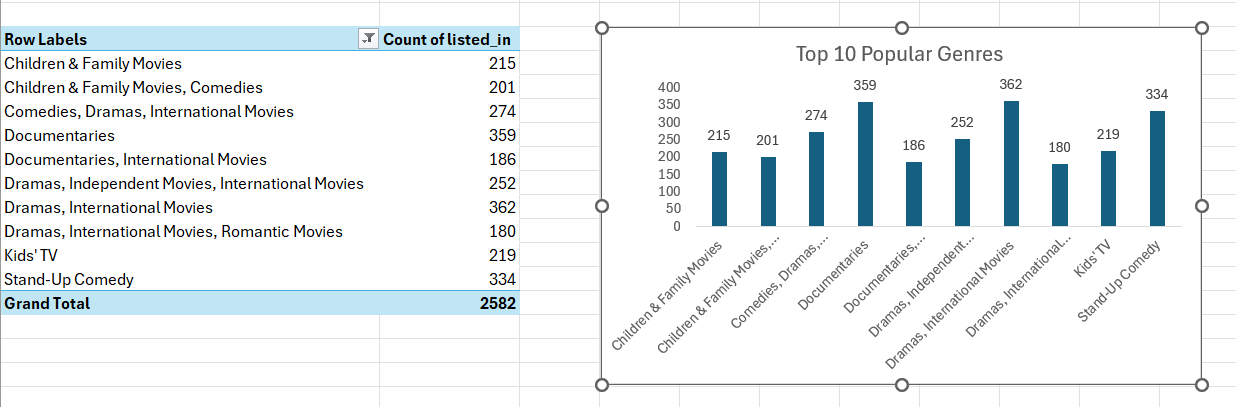 Row Labels Count of listed_in
Children & Family Movies 215
Children & Family Movies, Comedies 201
Comedies, Dramas, International Movies 274
Documentaries 359
Documentaries, International Movies 186
Dramas, Independent Movies, International Movies 252
Dramas, International Movies 362
Dramas, International Movies, Romantic Movies 180
Kids' TV 219
Stand-Up Comedy 334
Grand Total 2582
Top 10 Popular Genres
400
350
300
250
200
150
100
50
0
215
201
274
359
186
252
362
180
219
334
Children & Family Movies
Children & Family Movies,...
Comedies, Dramas,...
Documentaries
Documentaries,...
Dramas, Independent...
Dramas, International Movies
Dramas, International...
Kids' TV
Stand-Up Comedy